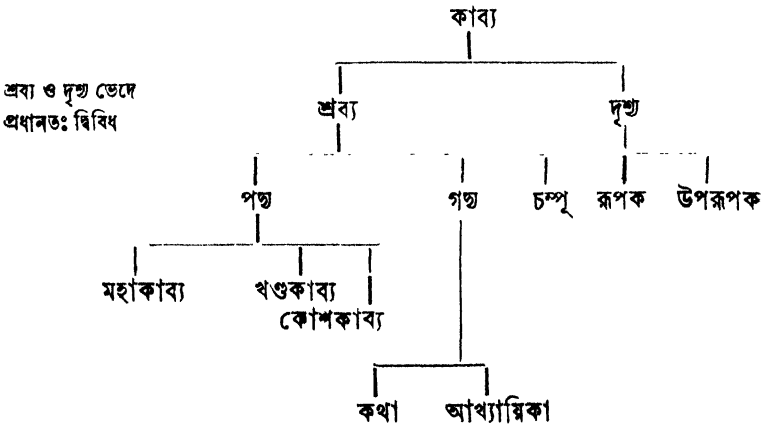 কাব্য
শ্রব্য ও দৃশ্য ভেদে
প্রধানতঃ দ্বিবিধ
শ্রব্য দৃশ্য
পদ্য গদ্য চম্পূ রূপক উপরূপক
মহাকাব্য খণ্ডকাব্য
কোশকাব্য
কথা আখ্যায়িকা